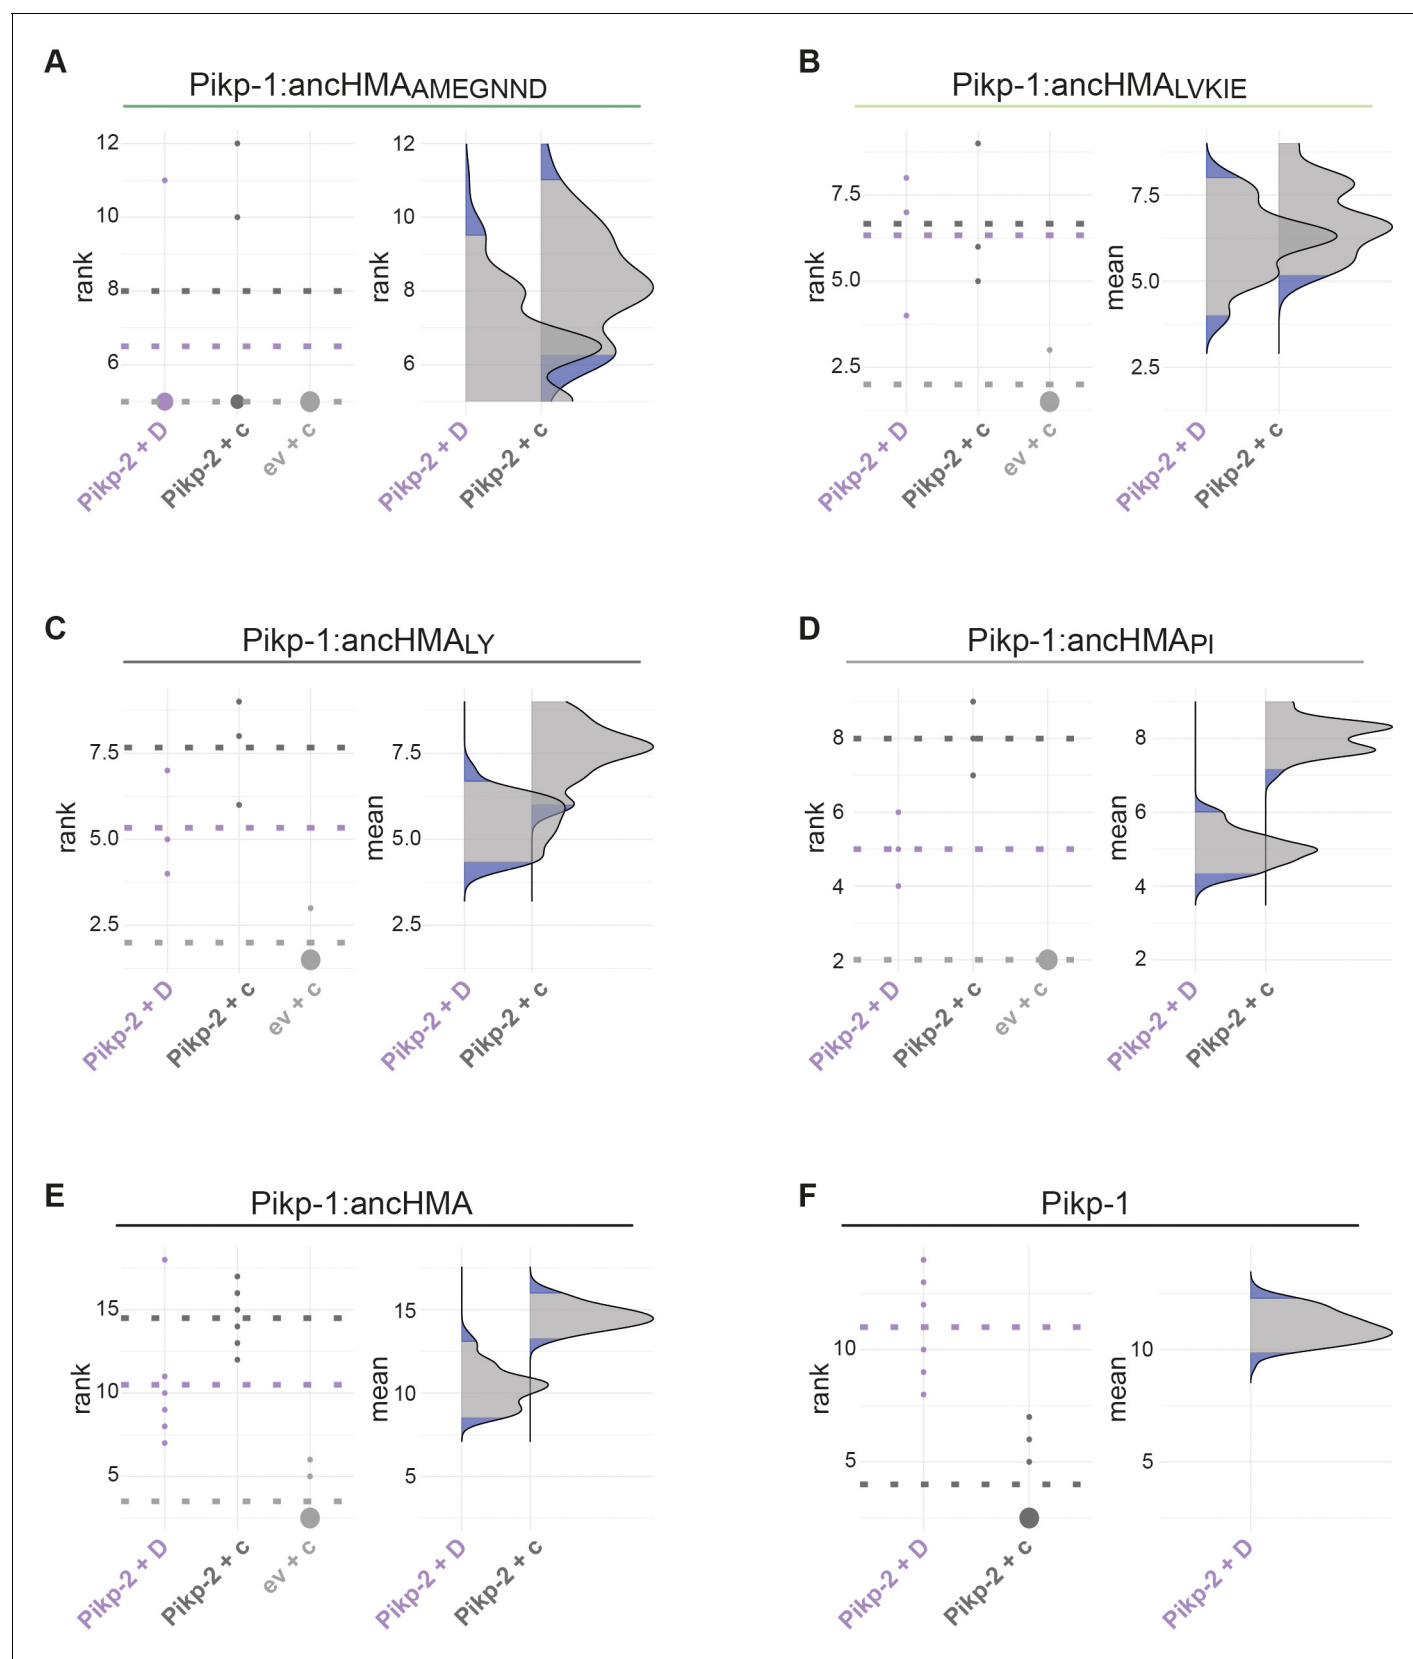 A
Pikp-1:ancHMAAMEGNND
rank
12
10
8
6
Pikp-2 + D
Pikp-2 + c
ev + c
rank
12
10
8
6
Pikp-2 + D
Pikp-2 + c
B
Pikp-1:ancHMALVKIE
rank
7.5
5.0
2.5
Pikp-2 + D
Pikp-2 + c
ev + c
mean
7.5
5.0
2.5
Pikp-2 + D
Pikp-2 + c
C
Pikp-1:ancHMALY
rank
7.5
5.0
2.5
Pikp-2 + D
Pikp-2 + c
ev + c
mean
7.5
5.0
2.5
Pikp-2 + D
Pikp-2 + c
D
Pikp-1:ancHMAPI
rank
8
6
4
2
Pikp-2 + D
Pikp-2 + c
ev + c
mean
8
6
4
2
Pikp-2 + D
Pikp-2 + c
E
Pikp-1:ancHMA
rank
15
10
5
Pikp-2 + D
Pikp-2 + c
ev + c
mean
15
10
5
Pikp-2 + D
Pikp-2 + c
F
Pikp-1
rank
10
5
Pikp-2 + D
Pikp-2 + c
mean
10
5
Pikp-2 + D